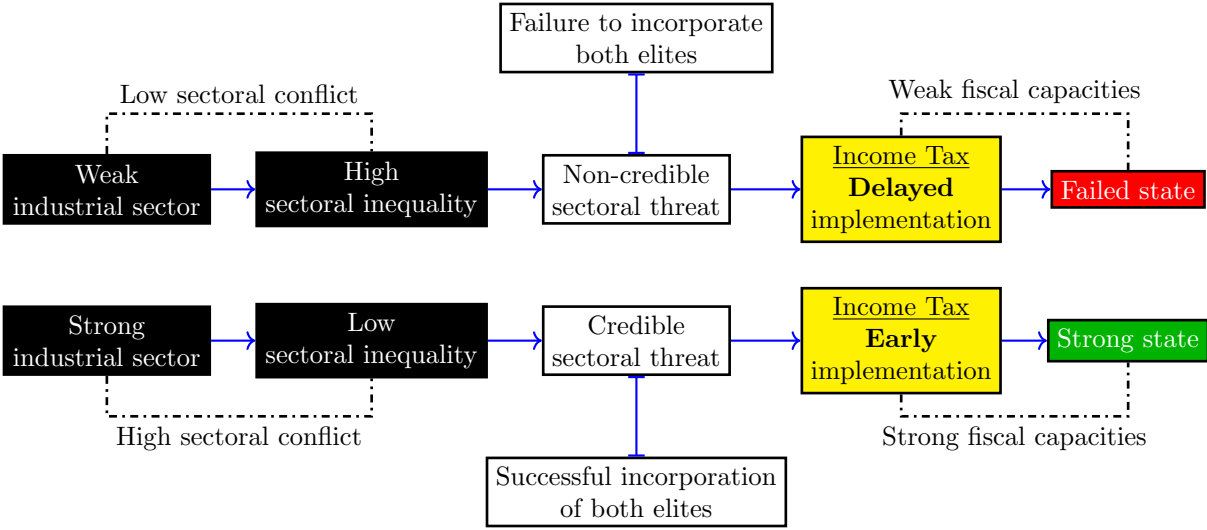 Failure to incorporate
both elites
Low sectoral conflict
Weak fiscal capacities
Weak
industrial sector
High
sectoral inequality
Non-credible
sectoral threat
Income Tax
Delayed
implementation
Failed state
Strong
industrial sector
Low
sectoral inequality
Credible
sectoral threat
Income Tax
Early
implementation
Strong state
High sectoral conflict
Strong fiscal capacities
Successful incorporation
of both elites